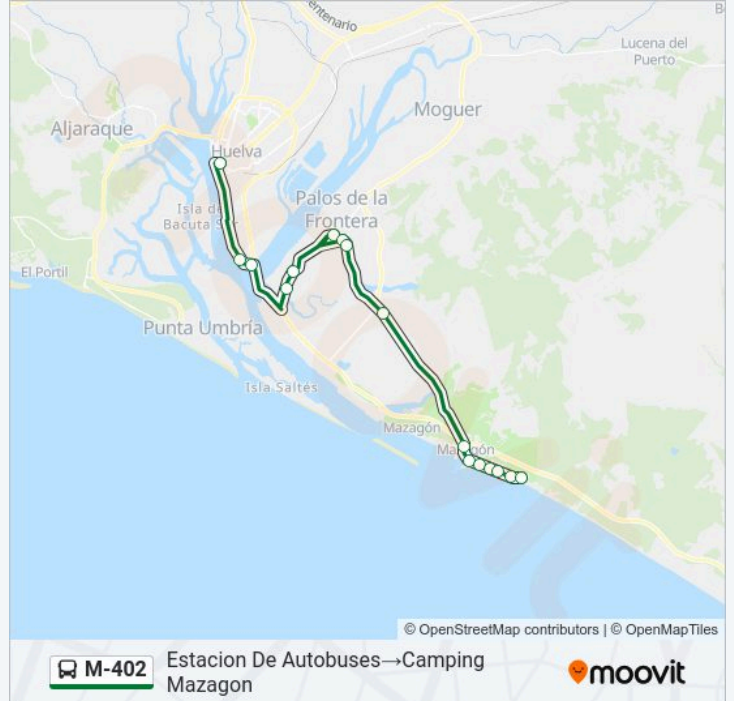 entenario
Lucena del
Puerto
Moguer
Aljaraque
Huelva
Palos de la
Frontera
Isla de
Bacuta S
El Portil
Punta Umbría
Isla Saltés
Mazagón
© OpenStreetMap contributors | © OpenMapTiles
M-402
Estacion De Autobuses→Camping
Mazagon
moovit